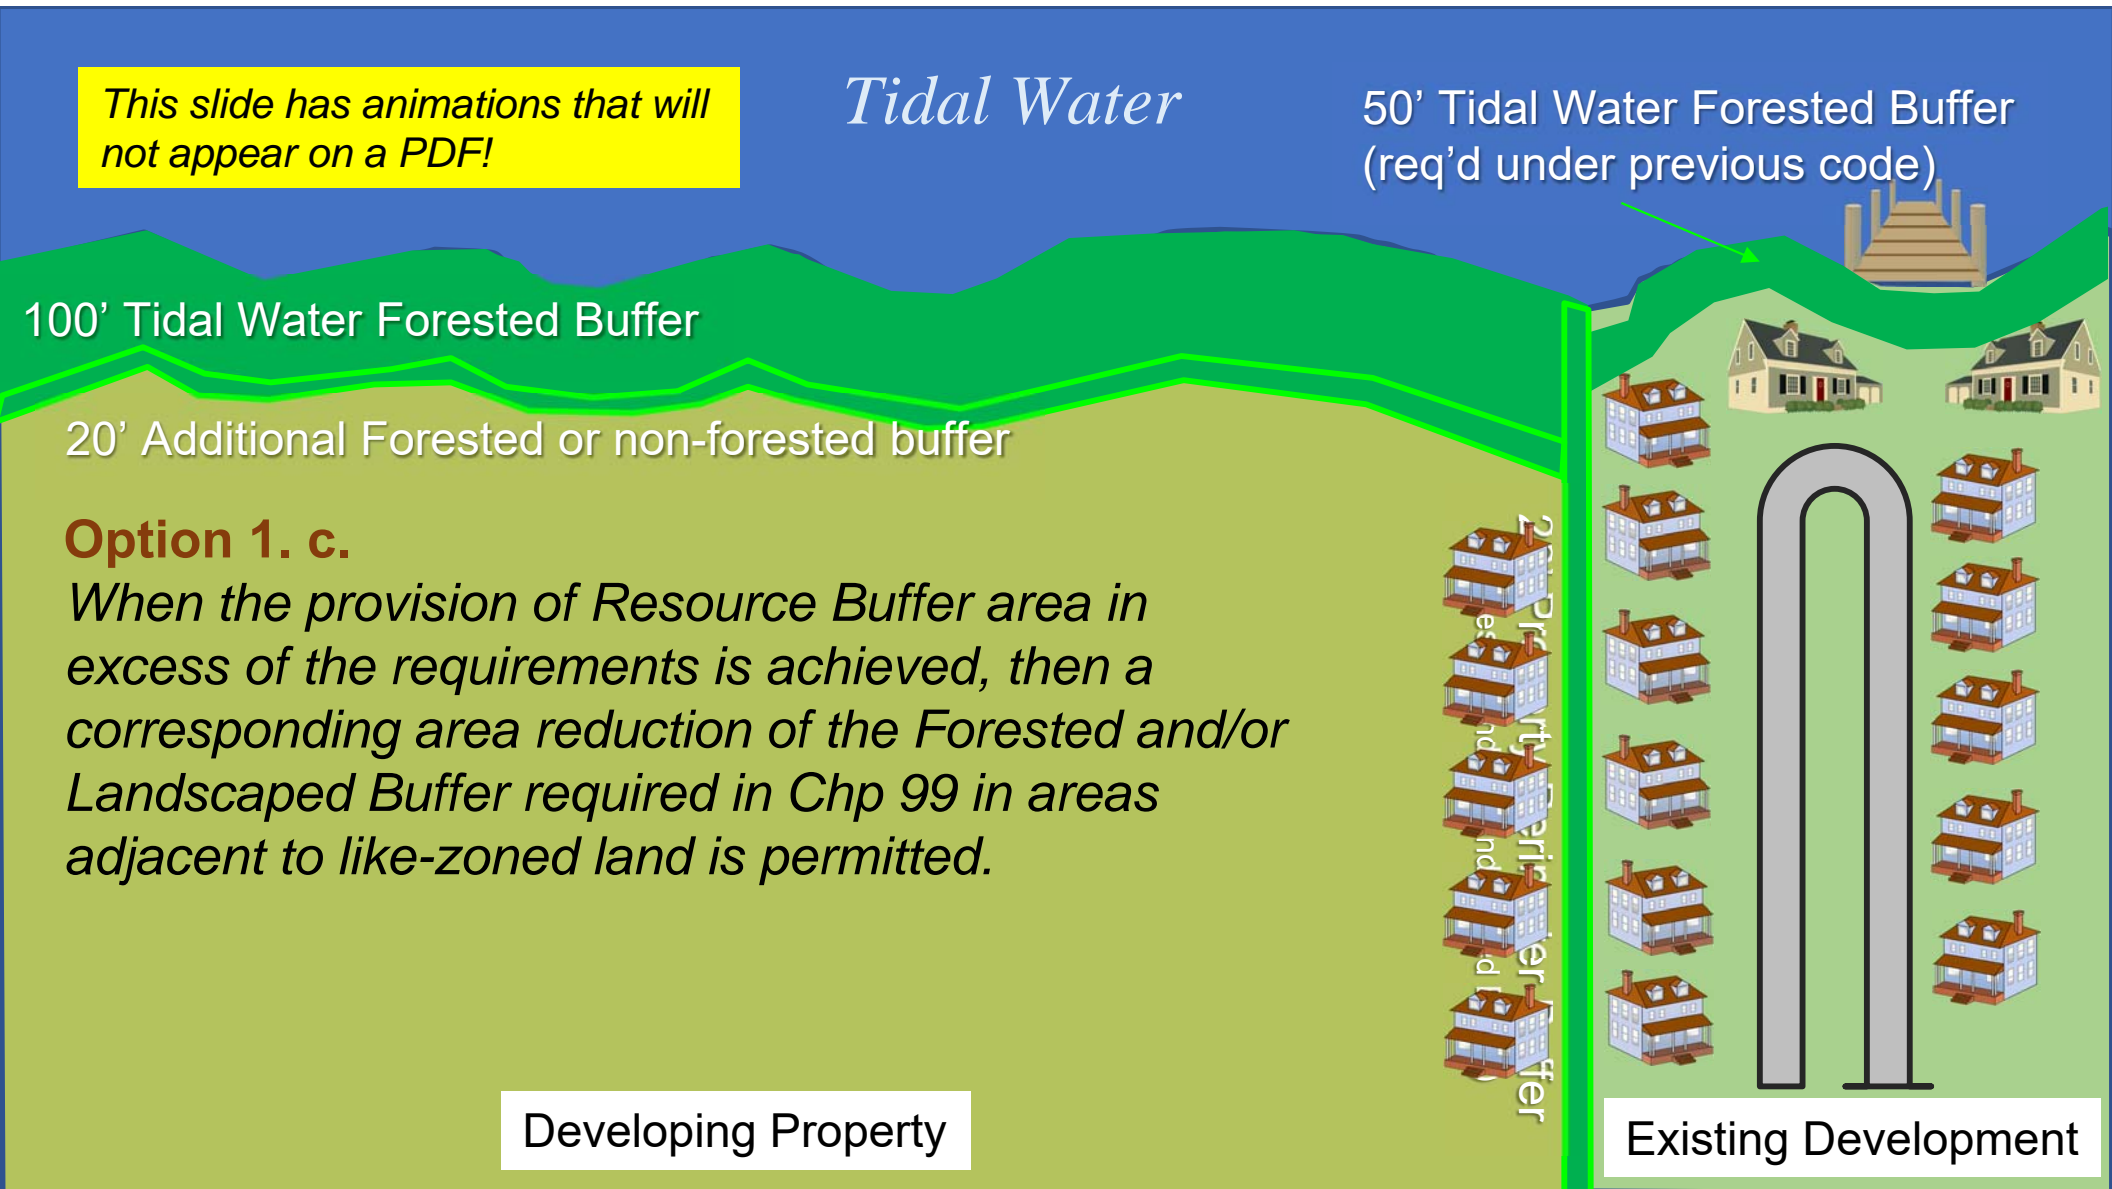 This slide has animations that will
not appear on a PDF!
Tidal Water
50’ Tidal Water Forested Buffer
(req’d under previous code)
100’ Tidal Water Forested Buffer
20’ Additional Forested or non-forested buffer
Option 1. c.
When the provision of Resource Buffer area in
excess of the requirements is achieved, then a
corresponding area reduction of the Forested and/or
Landscaped Buffer required in Chp 99 in areas
adjacent to like-zoned land is permitted.
Developing Property
Existing Development